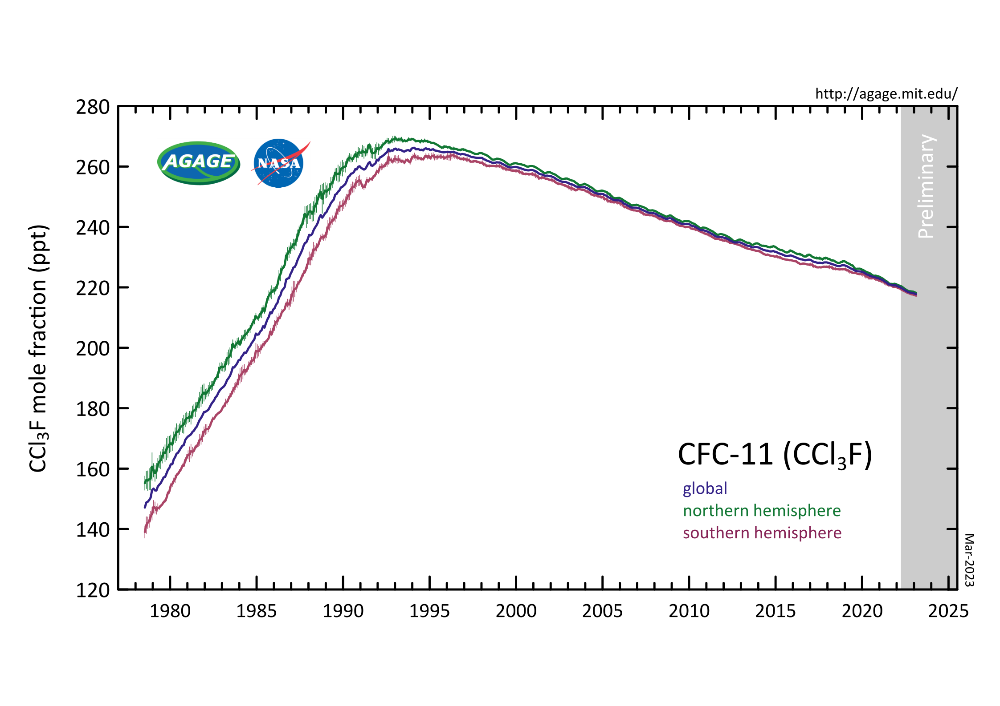 http://agage.mit.edu/
280
260
240
220
200
180
160
140
120
CCl₃F mole fraction (ppt)
AGAGE
NASA
Preliminary
CFC-11 (CCl₃F)
global
northern hemisphere
southern hemisphere
Mar-2023
1980 1985 1990 1995 2000 2005 2010 2015 2020 2025